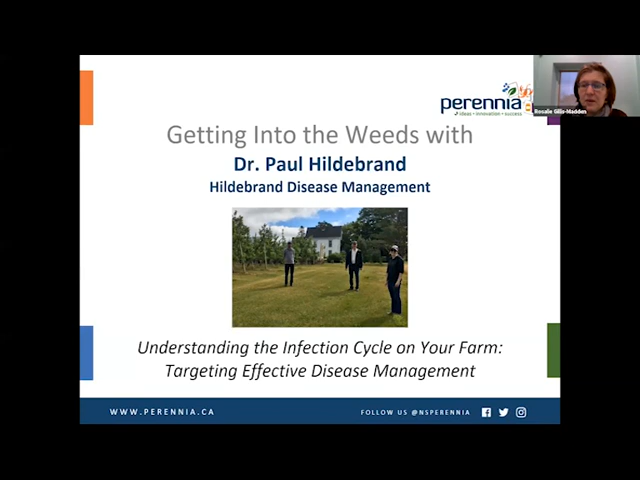 perennia
ideas • innovation • success
Rosalie Gillis-Madden
Getting Into the Weeds with
Dr. Paul Hildebrand
Hildebrand Disease Management
Understanding the Infection Cycle on Your Farm:
Targeting Effective Disease Management
WWW.PERENNIA.CA
FOLLOW US @NSPERENNIA